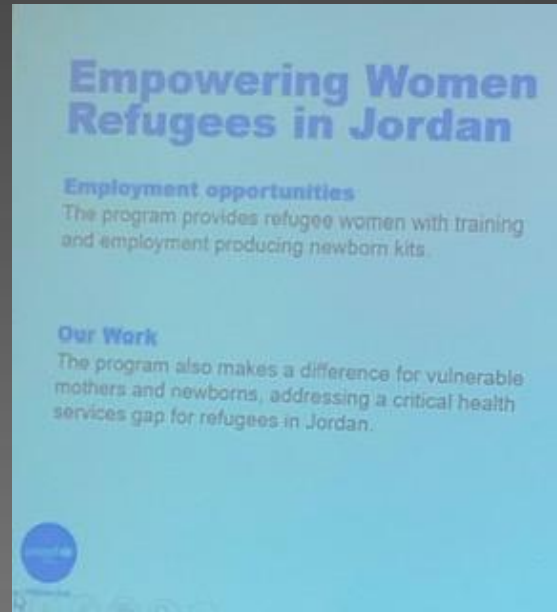 Empowering Women
Refugees in Jordan
Employment opportunities
The program provides refugee women with training
and employment producing newborn kits.
Our Work
The program also makes a difference for vulnerable
mothers and newborns, addressing a critical health
services gap for refugees in Jordan.